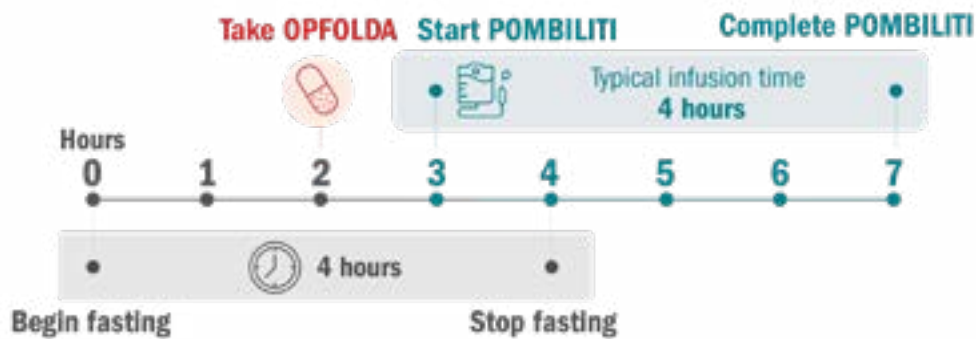 Take OPFOLDA Start POMBILITI Complete POMBILITI
Typical infusion time
4 hours
Hours
0 1 2 3 4 5 6 7
4 hours
Begin fasting Stop fasting